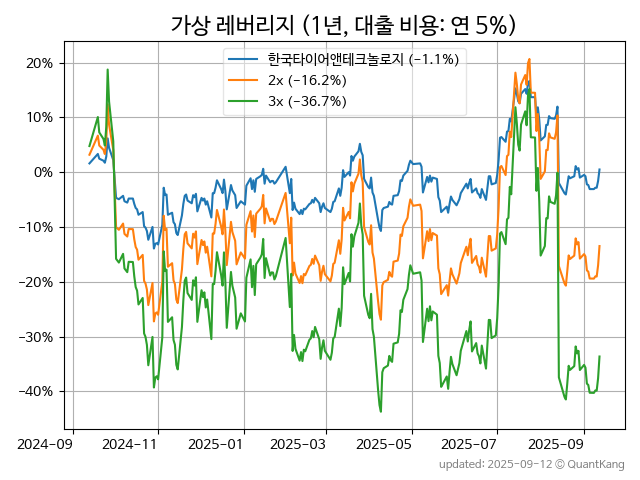 가상 레버리지 (1년, 대출 비용: 연 5%)
한국타이어앤테크놀로지 (−1.1%)
2x (−16.2%)
3x (−36.7%)
20%
10%
0%
−10%
−20%
−30%
−40%
2024-09
2024-11
2025-01
2025-03
2025-05
2025-07
2025-09
updated: 2025-09-12 © QuantKang